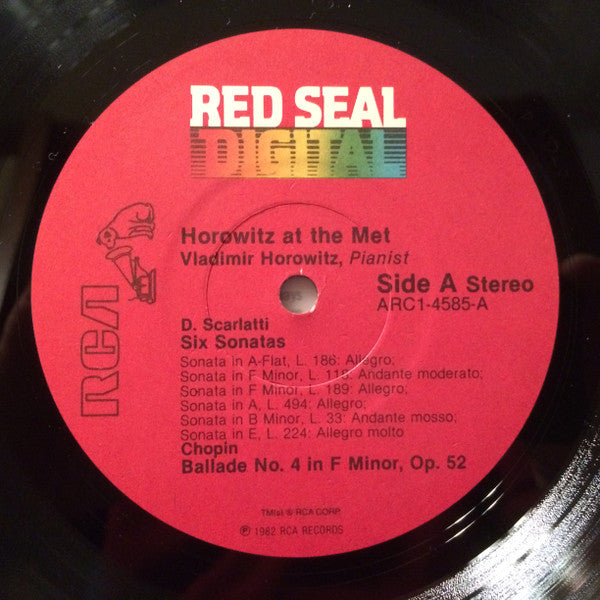 RED SEAL
DIGITAL
Horowitz at the Met
Vladimir Horowitz, Pianist
Side A Stereo
ARC1-4585-A
RCA
D. Scarlatti
Six Sonatas
Sonata in A-Flat, L. 186: Allegro;
Sonata in F Minor, L. 118: Andante moderato;
Sonata in F Minor, L. 189: Allegro;
Sonata in A, L. 494: Allegro;
Sonata in B Minor, L. 33: Andante mosso;
Sonata in E, L. 224: Allegro molto
Chopin
Ballade No. 4 in F Minor, Op. 52
TM(s) ® RCA CORP.
℗ 1982 RCA RECORDS